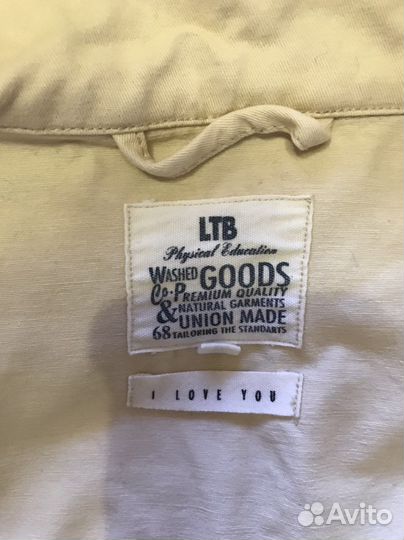 LTB
Physical Education
WASHED GOODS
Co.P PREMIUM QUALITY
& NATURAL GARMENTS
UNION MADE
68 TAILORING THE STANDARTS
I LOVE YOU
Avito